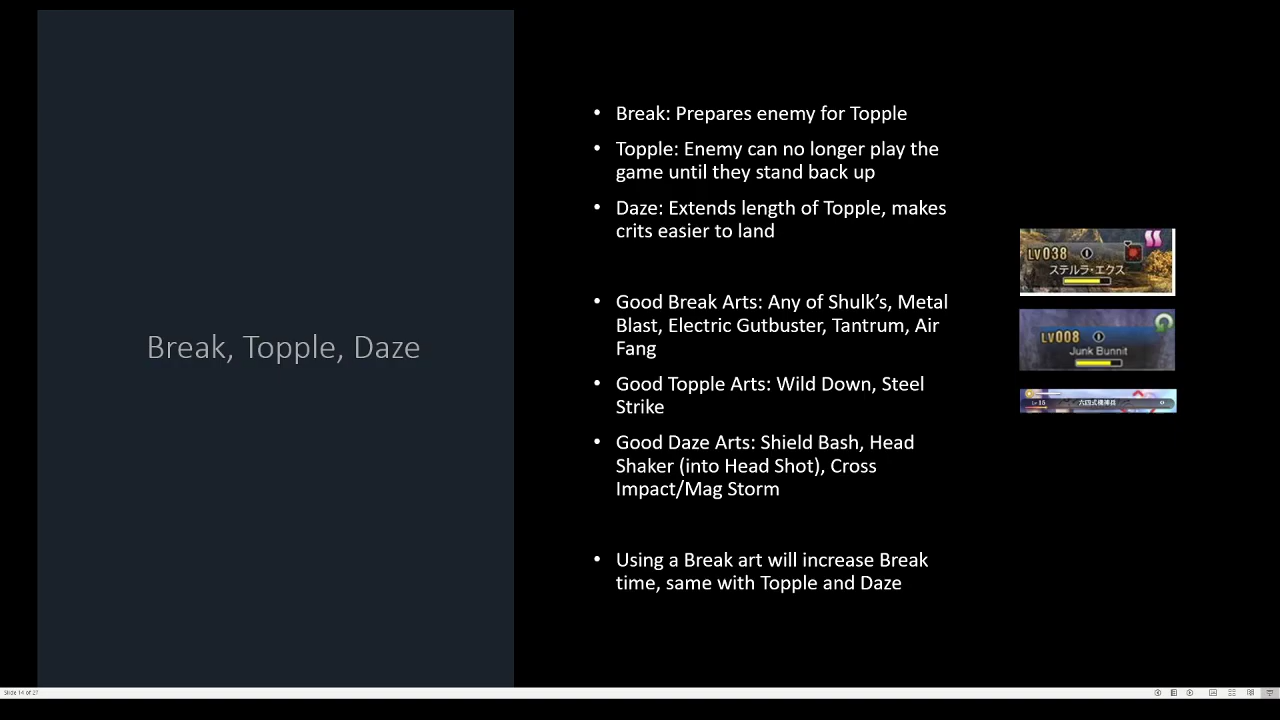 Break, Topple, Daze
• Break: Prepares enemy for Topple
• Topple: Enemy can no longer play the
game until they stand back up
• Daze: Extends length of Topple, makes
crits easier to land
• Good Break Arts: Any of Shulk’s, Metal
Blast, Electric Gutbuster, Tantrum, Air
Fang
• Good Topple Arts: Wild Down, Steel
Strike
• Good Daze Arts: Shield Bash, Head
Shaker (into Head Shot), Cross
Impact/Mag Storm
• Using a Break art will increase Break
time, same with Topple and Daze
LV038
ステルラ・エクス
LV008
Junk Bunnit
Slide 14 of 27